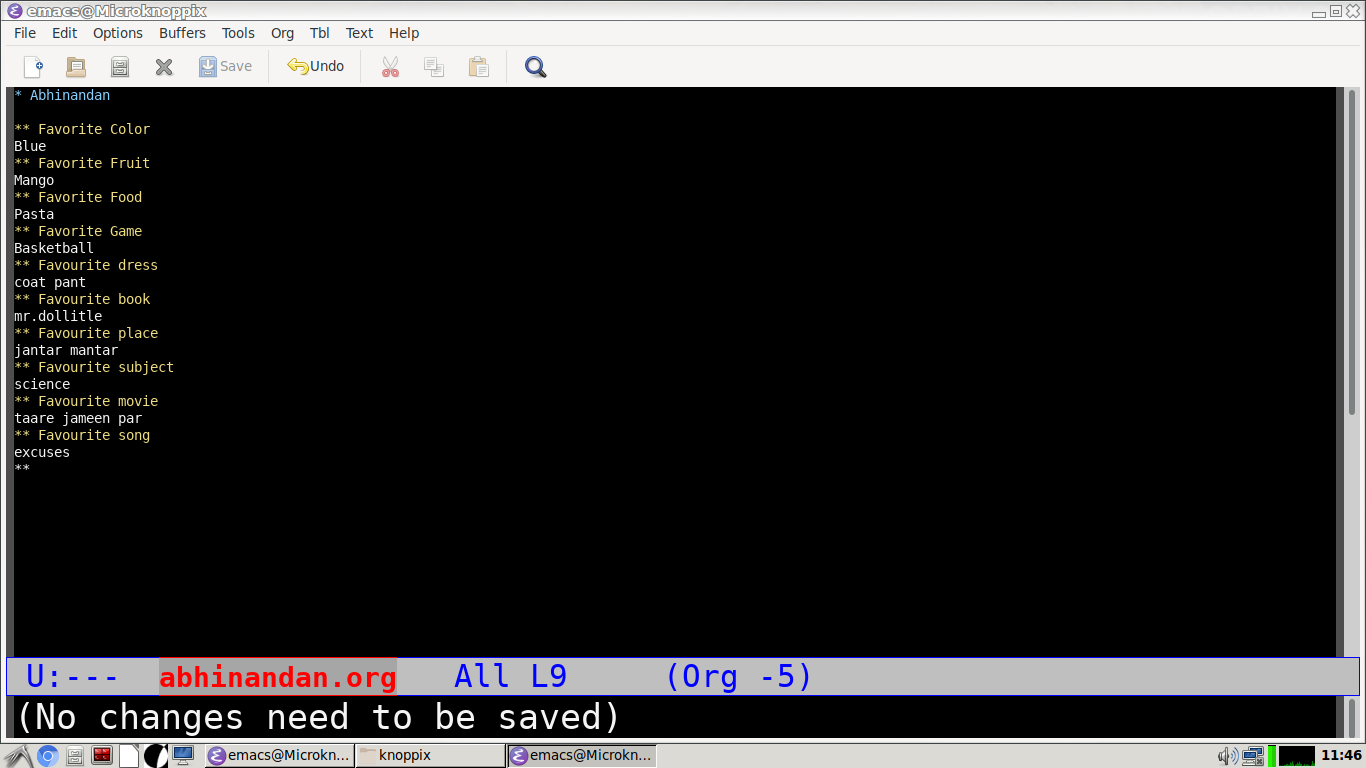 emacs@Microknoppix
File Edit Options Buffers Tools Org Tbl Text Help
Save Undo
* Abhinandan
** Favorite Color
Blue
** Favorite Fruit
Mango
** Favorite Food
Pasta
** Favorite Game
Basketball
** Favourite dress
coat pant
** Favourite book
mr.dollitle
** Favourite place
jantar mantar
** Favourite subject
science
** Favourite movie
taare jameen par
** Favourite song
excuses
**
U:--- abhinandan.org All L9 (Org -5)
(No changes need to be saved)
emacs@Microkn... knoppix emacs@Microkn... 11:46